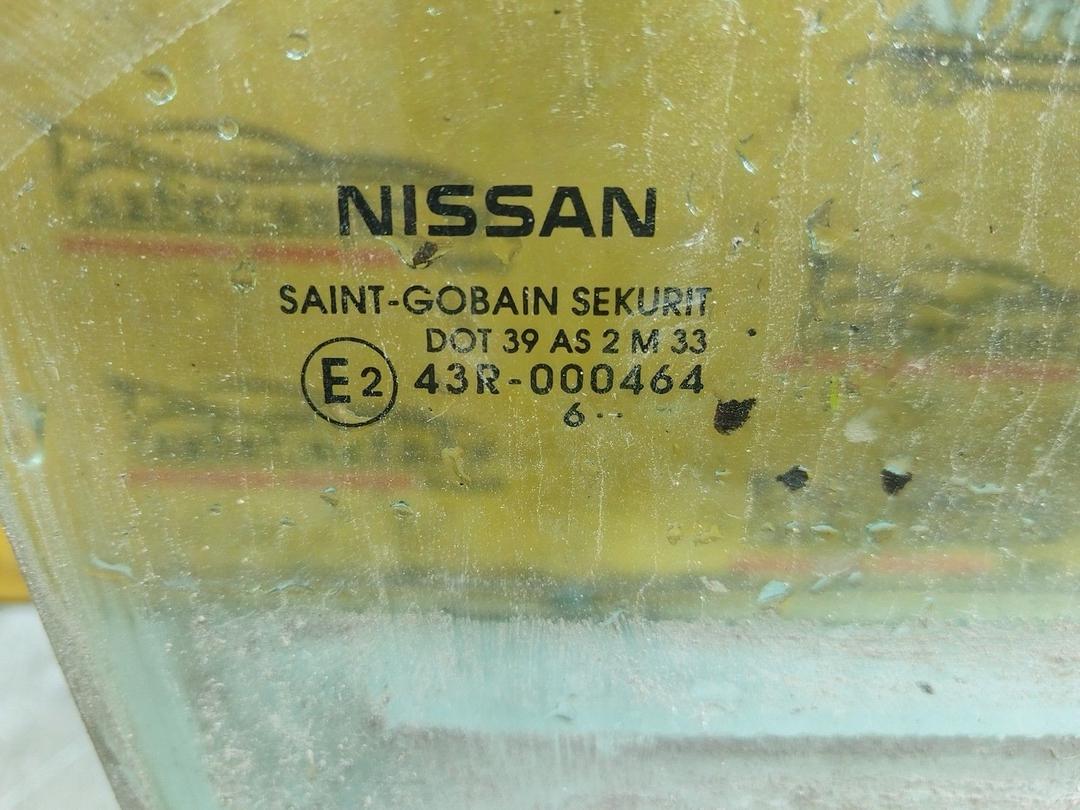 NISSAN
SAINT-GOBAIN SEKURIT
DOT 39 AS 2 M 33
E2 43R-000464
6··